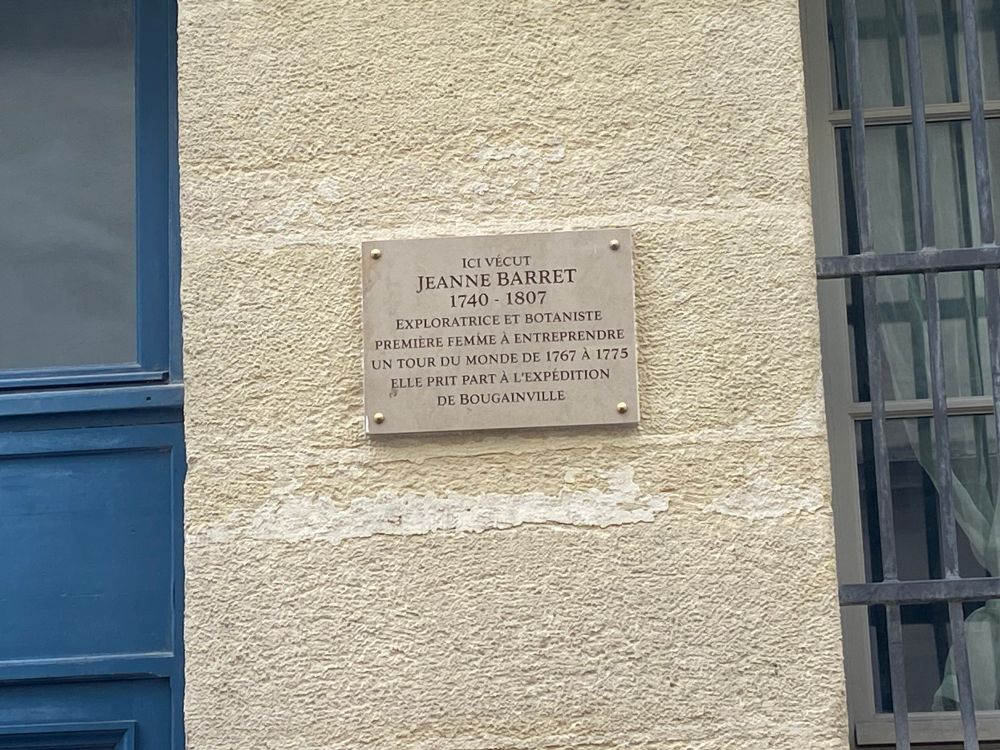 ICI VÉCUT
JEANNE BARRET
1740 - 1807
EXPLORATRICE ET BOTANISTE
PREMIÈRE FEMME À ENTREPRENDRE
UN TOUR DU MONDE DE 1767 À 1775
ELLE PRIT PART À L'EXPÉDITION
DE BOUGAINVILLE